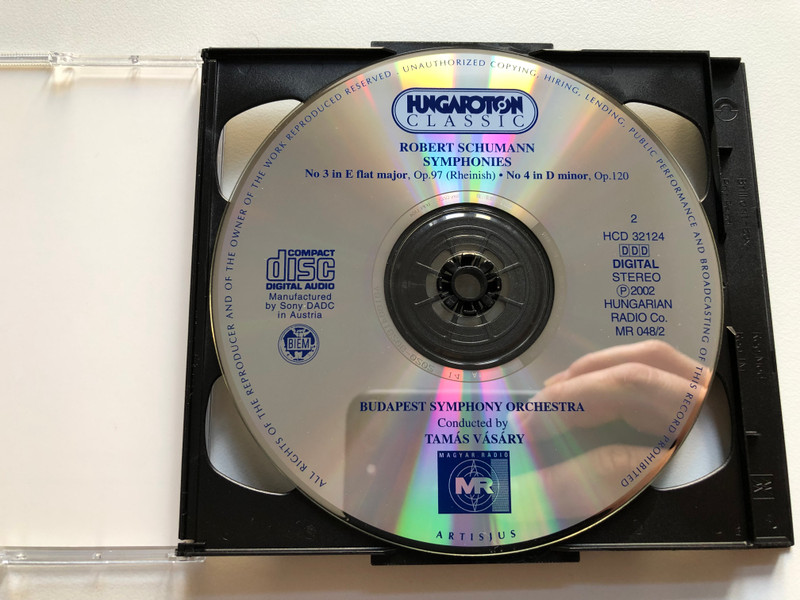 ALL RIGHTS OF THE REPRODUCER AND OF THE OWNER OF THE WORK REPRODUCED RESERVED · UNAUTHORIZED COPYING, HIRING, LENDING, PUBLIC PERFORMANCE AND BROADCASTING OF THIS RECORD PROHIBITED
HUNGAROTON
CLASSIC
ROBERT SCHUMANN
SYMPHONIES
No 3 in E flat major, Op.97 (Rheinish) • No 4 in D minor, Op.120
COMPACT
disc
DIGITAL AUDIO
Manufactured
by Sony DADC
in Austria
BIEM
2
HCD 32124
DDD
DIGITAL
STEREO
Ⓟ2002
HUNGARIAN
RADIO Co.
MR 048/2
BUDAPEST SYMPHONY ORCHESTRA
Conducted by
TAMÁS VÁSÁRY
MAGYAR RADIO
MR
ARTISJUS